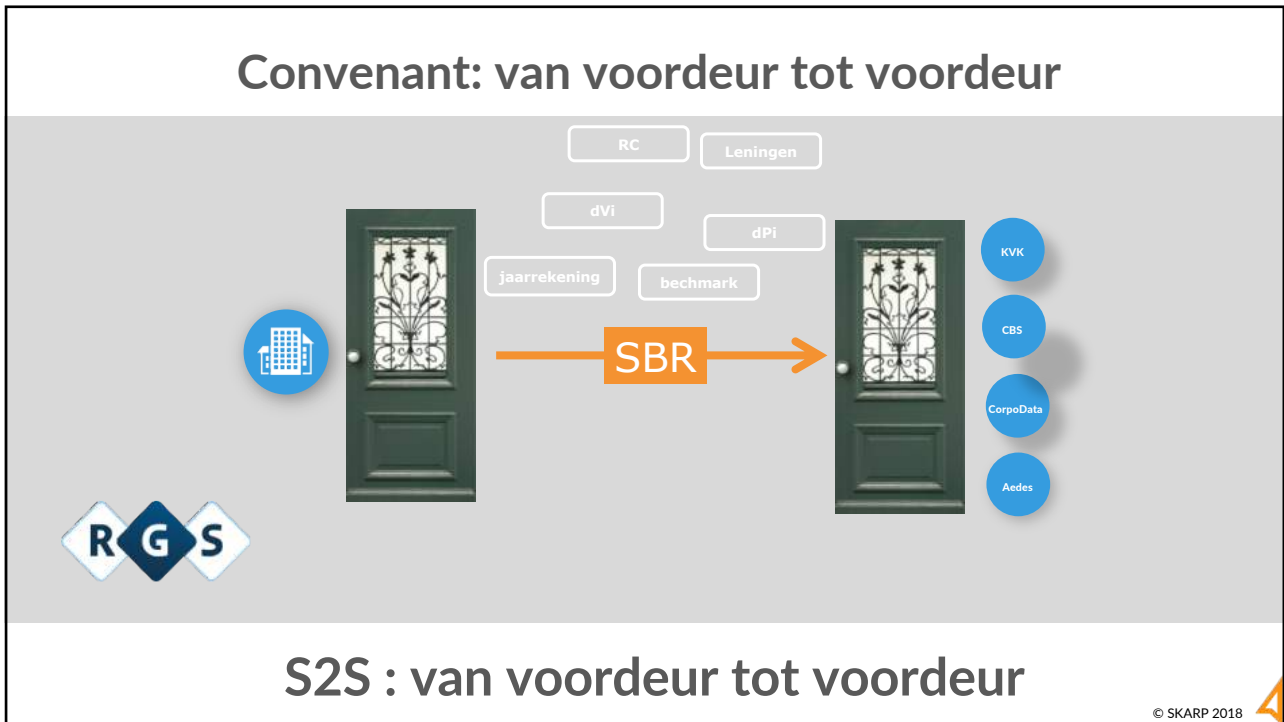 Convenant: van voordeur tot voordeur
RC
Leningen
dVi
dPi
jaarrekening
bechmark
SBR
KVK
CBS
CorpoData
Aedes
RGS
S2S : van voordeur tot voordeur
© SKARP 2018